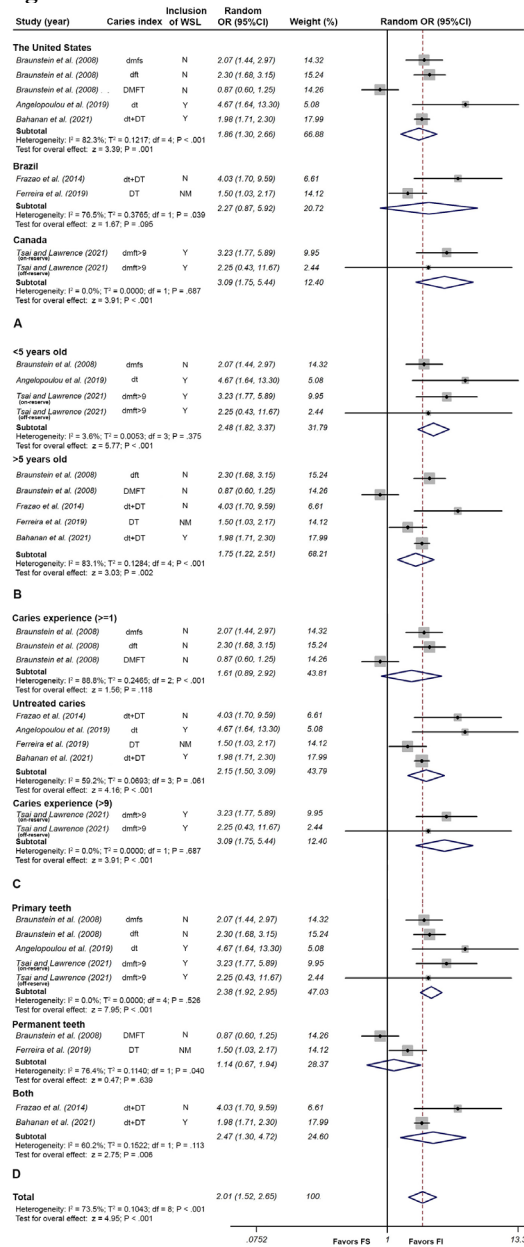 Study (year) Caries index Inclusion of WSL Random OR (95%CI) Weight (%) Random OR (95%CI)
The United States
Braunstein et al. (2008) dmfs N 2.07 (1.44, 2.97) 14.32
Braunstein et al. (2008) dft N 2.30 (1.68, 3.15) 15.24
Braunstein et al. (2008) DMFT N 0.87 (0.60, 1.25) 14.26
Angelopoulou et al. (2019) dt Y 4.67 (1.64, 13.30) 5.08
Bahanan et al. (2021) dt+DT Y 1.98 (1.71, 2.30) 17.99
Subtotal 1.86 (1.30, 2.66) 66.88
Heterogeneity: I² = 82.3%; T² = 0.1217; df = 4; P < .001
Test for overal effect: z = 3.39; P = .001
Brazil
Frazao et al. (2014) dt+DT N 4.03 (1.70, 9.59) 6.61
Ferreira et al. (2019) DT NM 1.50 (1.03, 2.17) 14.12
Subtotal 2.27 (0.87, 5.92) 20.72
Heterogeneity: I² = 76.5%; T² = 0.3765; df = 1; P = .039
Test for overal effect: z = 1.67; P = .095
Canada
Tsai and Lawrence (2021) dmft>9 Y 3.23 (1.77, 5.89) 9.95
(on-reserve)
Tsai and Lawrence (2021) dmft>9 Y 2.25 (0.43, 11.67) 2.44
(off-reserve)
Subtotal 3.09 (1.75, 5.44) 12.40
Heterogeneity: I² = 0.0%; T² = 0.0000; df = 1; P = .687
Test for overal effect: z = 3.91; P < .001
A
<5 years old
Braunstein et al. (2008) dmfs N 2.07 (1.44, 2.97) 14.32
Angelopoulou et al. (2019) dt Y 4.67 (1.64, 13.30) 5.08
Tsai and Lawrence (2021) dmft>9 Y 3.23 (1.77, 5.89) 9.95
(on-reserve)
Tsai and Lawrence (2021) dmft>9 Y 2.25 (0.43, 11.67) 2.44
(off-reserve)
Subtotal 2.48 (1.82, 3.37) 31.79
Heterogeneity: I² = 3.6%; T² = 0.0053; df = 3; P = .375
Test for overal effect: z = 5.77; P < .001
>5 years old
Braunstein et al. (2008) dft N 2.30 (1.68, 3.15) 15.24
Braunstein et al. (2008) DMFT N 0.87 (0.60, 1.25) 14.26
Frazao et al. (2014) dt+DT N 4.03 (1.70, 9.59) 6.61
Ferreira et al. (2019) DT NM 1.50 (1.03, 2.17) 14.12
Bahanan et al. (2021) dt+DT Y 1.98 (1.71, 2.30) 17.99
Subtotal 1.75 (1.22, 2.51) 68.21
Heterogeneity: I² = 83.1%; T² = 0.1284; df = 4; P < .001
Test for overal effect: z = 3.03; P = .002
B
Caries experience (>=1)
Braunstein et al. (2008) dmfs N 2.07 (1.44, 2.97) 14.32
Braunstein et al. (2008) dft N 2.30 (1.68, 3.15) 15.24
Braunstein et al. (2008) DMFT N 0.87 (0.60, 1.25) 14.26
Subtotal 1.61 (0.89, 2.92) 43.81
Heterogeneity: I² = 88.8%; T² = 0.2465; df = 2; P < .001
Test for overal effect: z = 1.56; P = .118
Untreated caries
Frazao et al. (2014) dt+DT N 4.03 (1.70, 9.59) 6.61
Angelopoulou et al. (2019) dt Y 4.67 (1.64, 13.30) 5.08
Ferreira et al. (2019) DT NM 1.50 (1.03, 2.17) 14.12
Bahanan et al. (2021) dt+DT Y 1.98 (1.71, 2.30) 17.99
Subtotal 2.15 (1.50, 3.09) 43.79
Heterogeneity: I² = 59.2%; T² = 0.0693; df = 3; P = .061
Test for overal effect: z = 4.16; P < .001
Caries experience (>9)
Tsai and Lawrence (2021) dmft>9 Y 3.23 (1.77, 5.89) 9.95
(on-reserve)
Tsai and Lawrence (2021) dmft>9 Y 2.25 (0.43, 11.67) 2.44
(off-reserve)
Subtotal 3.09 (1.75, 5.44) 12.40
Heterogeneity: I² = 0.0%; T² = 0.0000; df = 1; P = .687
Test for overal effect: z = 3.91; P < .001
C
Primary teeth
Braunstein et al. (2008) dmfs N 2.07 (1.44, 2.97) 14.32
Braunstein et al. (2008) dft N 2.30 (1.68, 3.15) 15.24
Angelopoulou et al. (2019) dt Y 4.67 (1.64, 13.30) 5.08
Tsai and Lawrence (2021) dmft>9 Y 3.23 (1.77, 5.89) 9.95
(on-reserve)
Tsai and Lawrence (2021) dmft>9 Y 2.25 (0.43, 11.67) 2.44
(off-reserve)
Subtotal 2.38 (1.92, 2.95) 47.03
Heterogeneity: I² = 0.0%; T² = 0.0000; df = 4; P = .526
Test for overal effect: z = 7.95; P < .001
Permanent teeth
Braunstein et al. (2008) DMFT N 0.87 (0.60, 1.25) 14.26
Ferreira et al. (2019) DT NM 1.50 (1.03, 2.17) 14.12
Subtotal 1.14 (0.67, 1.94) 28.37
Heterogeneity: I² = 76.4%; T² = 0.1140; df = 1; P = .040
Test for overal effect: z = 0.47; P = .639
Both
Frazao et al. (2014) dt+DT N 4.03 (1.70, 9.59) 6.61
Bahanan et al. (2021) dt+DT Y 1.98 (1.71, 2.30) 17.99
Subtotal 2.47 (1.30, 4.72) 24.60
Heterogeneity: I² = 60.2%; T² = 0.1522; df = 1; P = .113
Test for overal effect: z = 2.75; P = .006
D
Total 2.01 (1.52, 2.65) 100
Heterogeneity: I² = 73.5%; T² = 0.1043; df = 8; P < .001
Test for overal effect: z = 4.95; P < .001
.0752 Favors FS 1 Favors FI 13.3